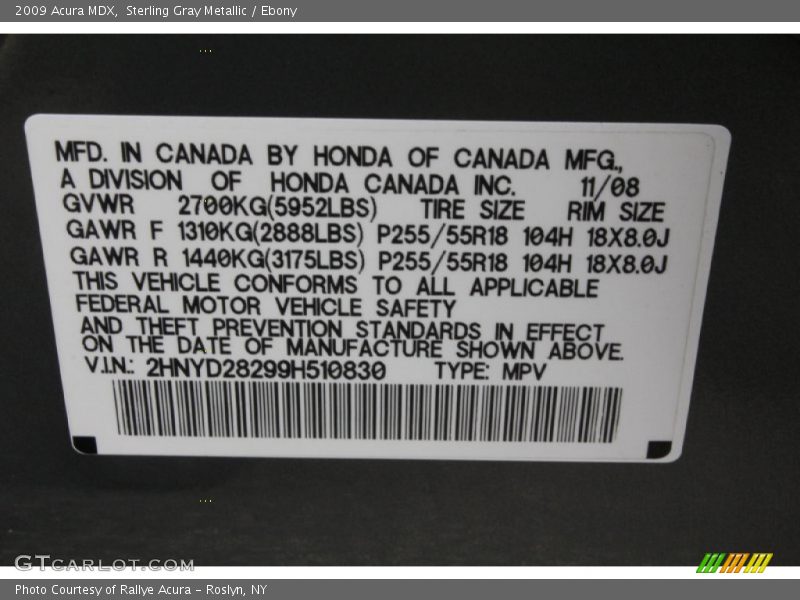 2009 Acura MDX, Sterling Gray Metallic / Ebony
MFD. IN CANADA BY HONDA OF CANADA MFG.,
A DIVISION OF HONDA CANADA INC. 11/08
GVWR 2700KG(5952LBS) TIRE SIZE RIM SIZE
GAWR F 1310KG(2888LBS) P255/55R18 104H 18X8.0J
GAWR R 1440KG(3175LBS) P255/55R18 104H 18X8.0J
THIS VEHICLE CONFORMS TO ALL APPLICABLE
FEDERAL MOTOR VEHICLE SAFETY
AND THEFT PREVENTION STANDARDS IN EFFECT
ON THE DATE OF MANUFACTURE SHOWN ABOVE.
V.I.N.: 2HNYD28299H510830 TYPE: MPV
GTCARLOT.COM
Photo Courtesy of Rallye Acura - Roslyn, NY